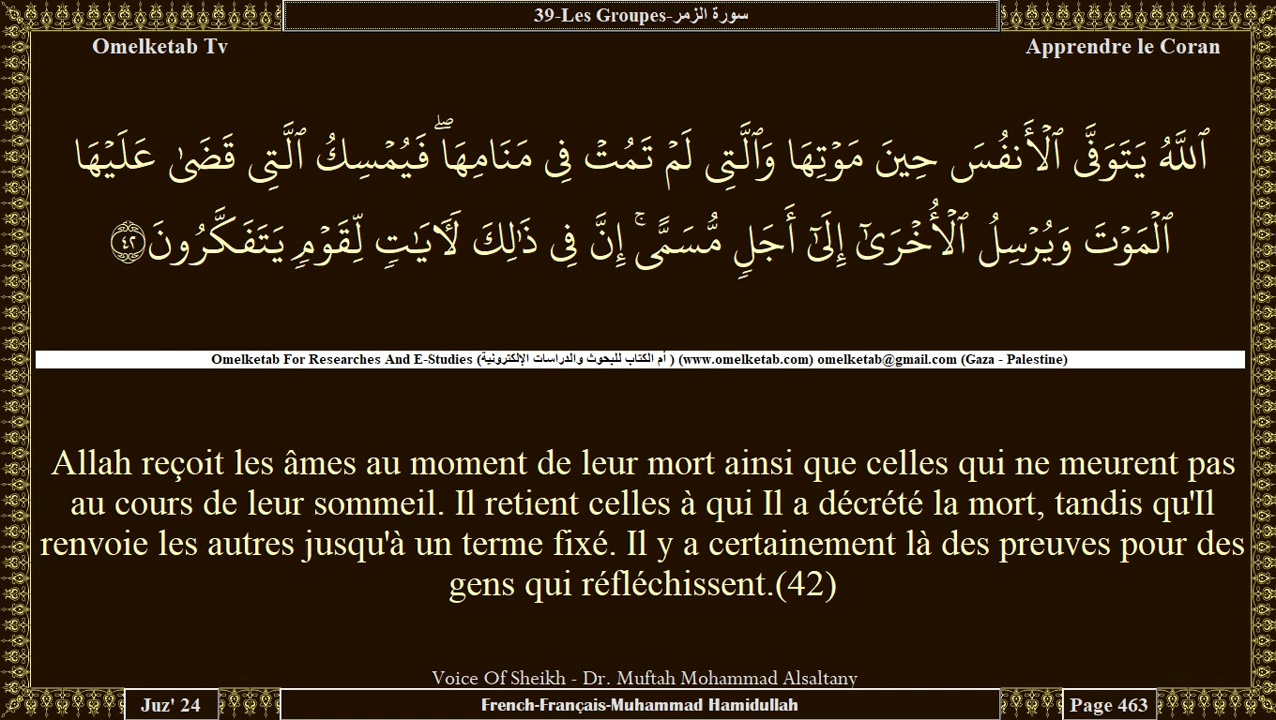 39-Les Groupes-سورة الزمر
Omelketab Tv
Apprendre le Coran
ٱللَّهُ يَتَوَفَّى ٱلْأَنفُسَ حِينَ مَوْتِهَا وَٱلَّتِى لَمْ تَمُتْ فِى مَنَامِهَا ۖ فَيُمْسِكُ ٱلَّتِى قَضَىٰ عَلَيْهَا
ٱلْمَوْتَ وَيُرْسِلُ ٱلْأُخْرَىٰٓ إِلَىٰٓ أَجَلٍ مُّسَمًّى ۚ إِنَّ فِى ذَٰلِكَ لَـَٔايَـٰتٍ لِّقَوْمٍ يَتَفَكَّرُونَ ٤٢
Omelketab For Researches And E-Studies (أم الكتاب للبحوث والدراسات الإلكترونية ) (www.omelketab.com) omelketab@gmail.com (Gaza - Palestine)
Allah reçoit les âmes au moment de leur mort ainsi que celles qui ne meurent pas
au cours de leur sommeil. Il retient celles à qui Il a décrété la mort, tandis qu'Il
renvoie les autres jusqu'à un terme fixé. Il y a certainement là des preuves pour des
gens qui réfléchissent.(42)
Voice Of Sheikh - Dr. Muftah Mohammad Alsaltany
Juz' 24
French-Français-Muhammad Hamidullah
Page 463